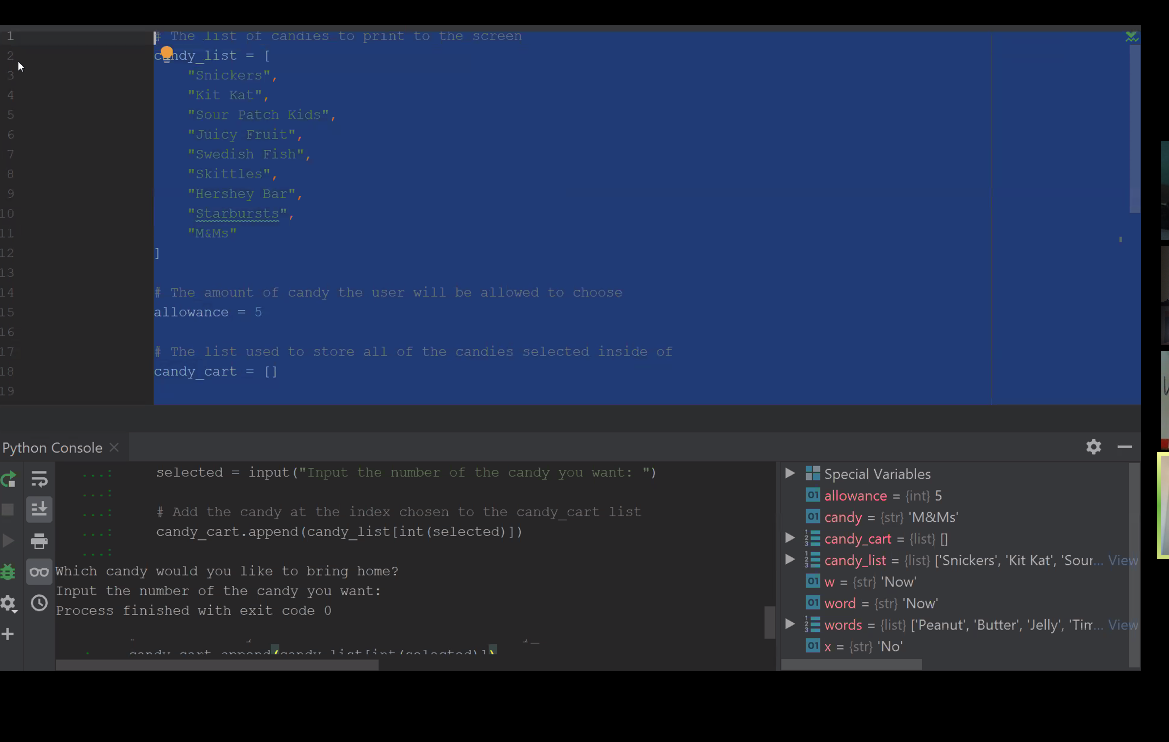 1 # The list of candies to print to the screen
2 candy_list = [
3 "Snickers",
4 "Kit Kat",
5 "Sour Patch Kids",
6 "Juicy Fruit",
7 "Swedish Fish",
8 "Skittles",
9 "Hershey Bar",
10 "Starbursts",
11 "M&Ms"
12 ]
13
14 # The amount of candy the user will be allowed to choose
15 allowance = 5
16
17 # The list used to store all of the candies selected inside of
18 candy_cart = []
19
Python Console
...: selected = input("Input the number of the candy you want: ")
...:
...: # Add the candy at the index chosen to the candy_cart list
...: candy_cart.append(candy_list[int(selected)])
...:
Which candy would you like to bring home?
Input the number of the candy you want:
Process finished with exit code 0
candy_cart.append(candy_list[int(selected)])
Special Variables
allowance = {int} 5
candy = {str} 'M&Ms'
candy_cart = {list} []
candy_list = {list} ['Snickers', 'Kit Kat', 'Sour... View
w = {str} 'Now'
word = {str} 'Now'
words = {list} ['Peanut', 'Butter', 'Jelly', 'Tim... View
x = {str} 'No'